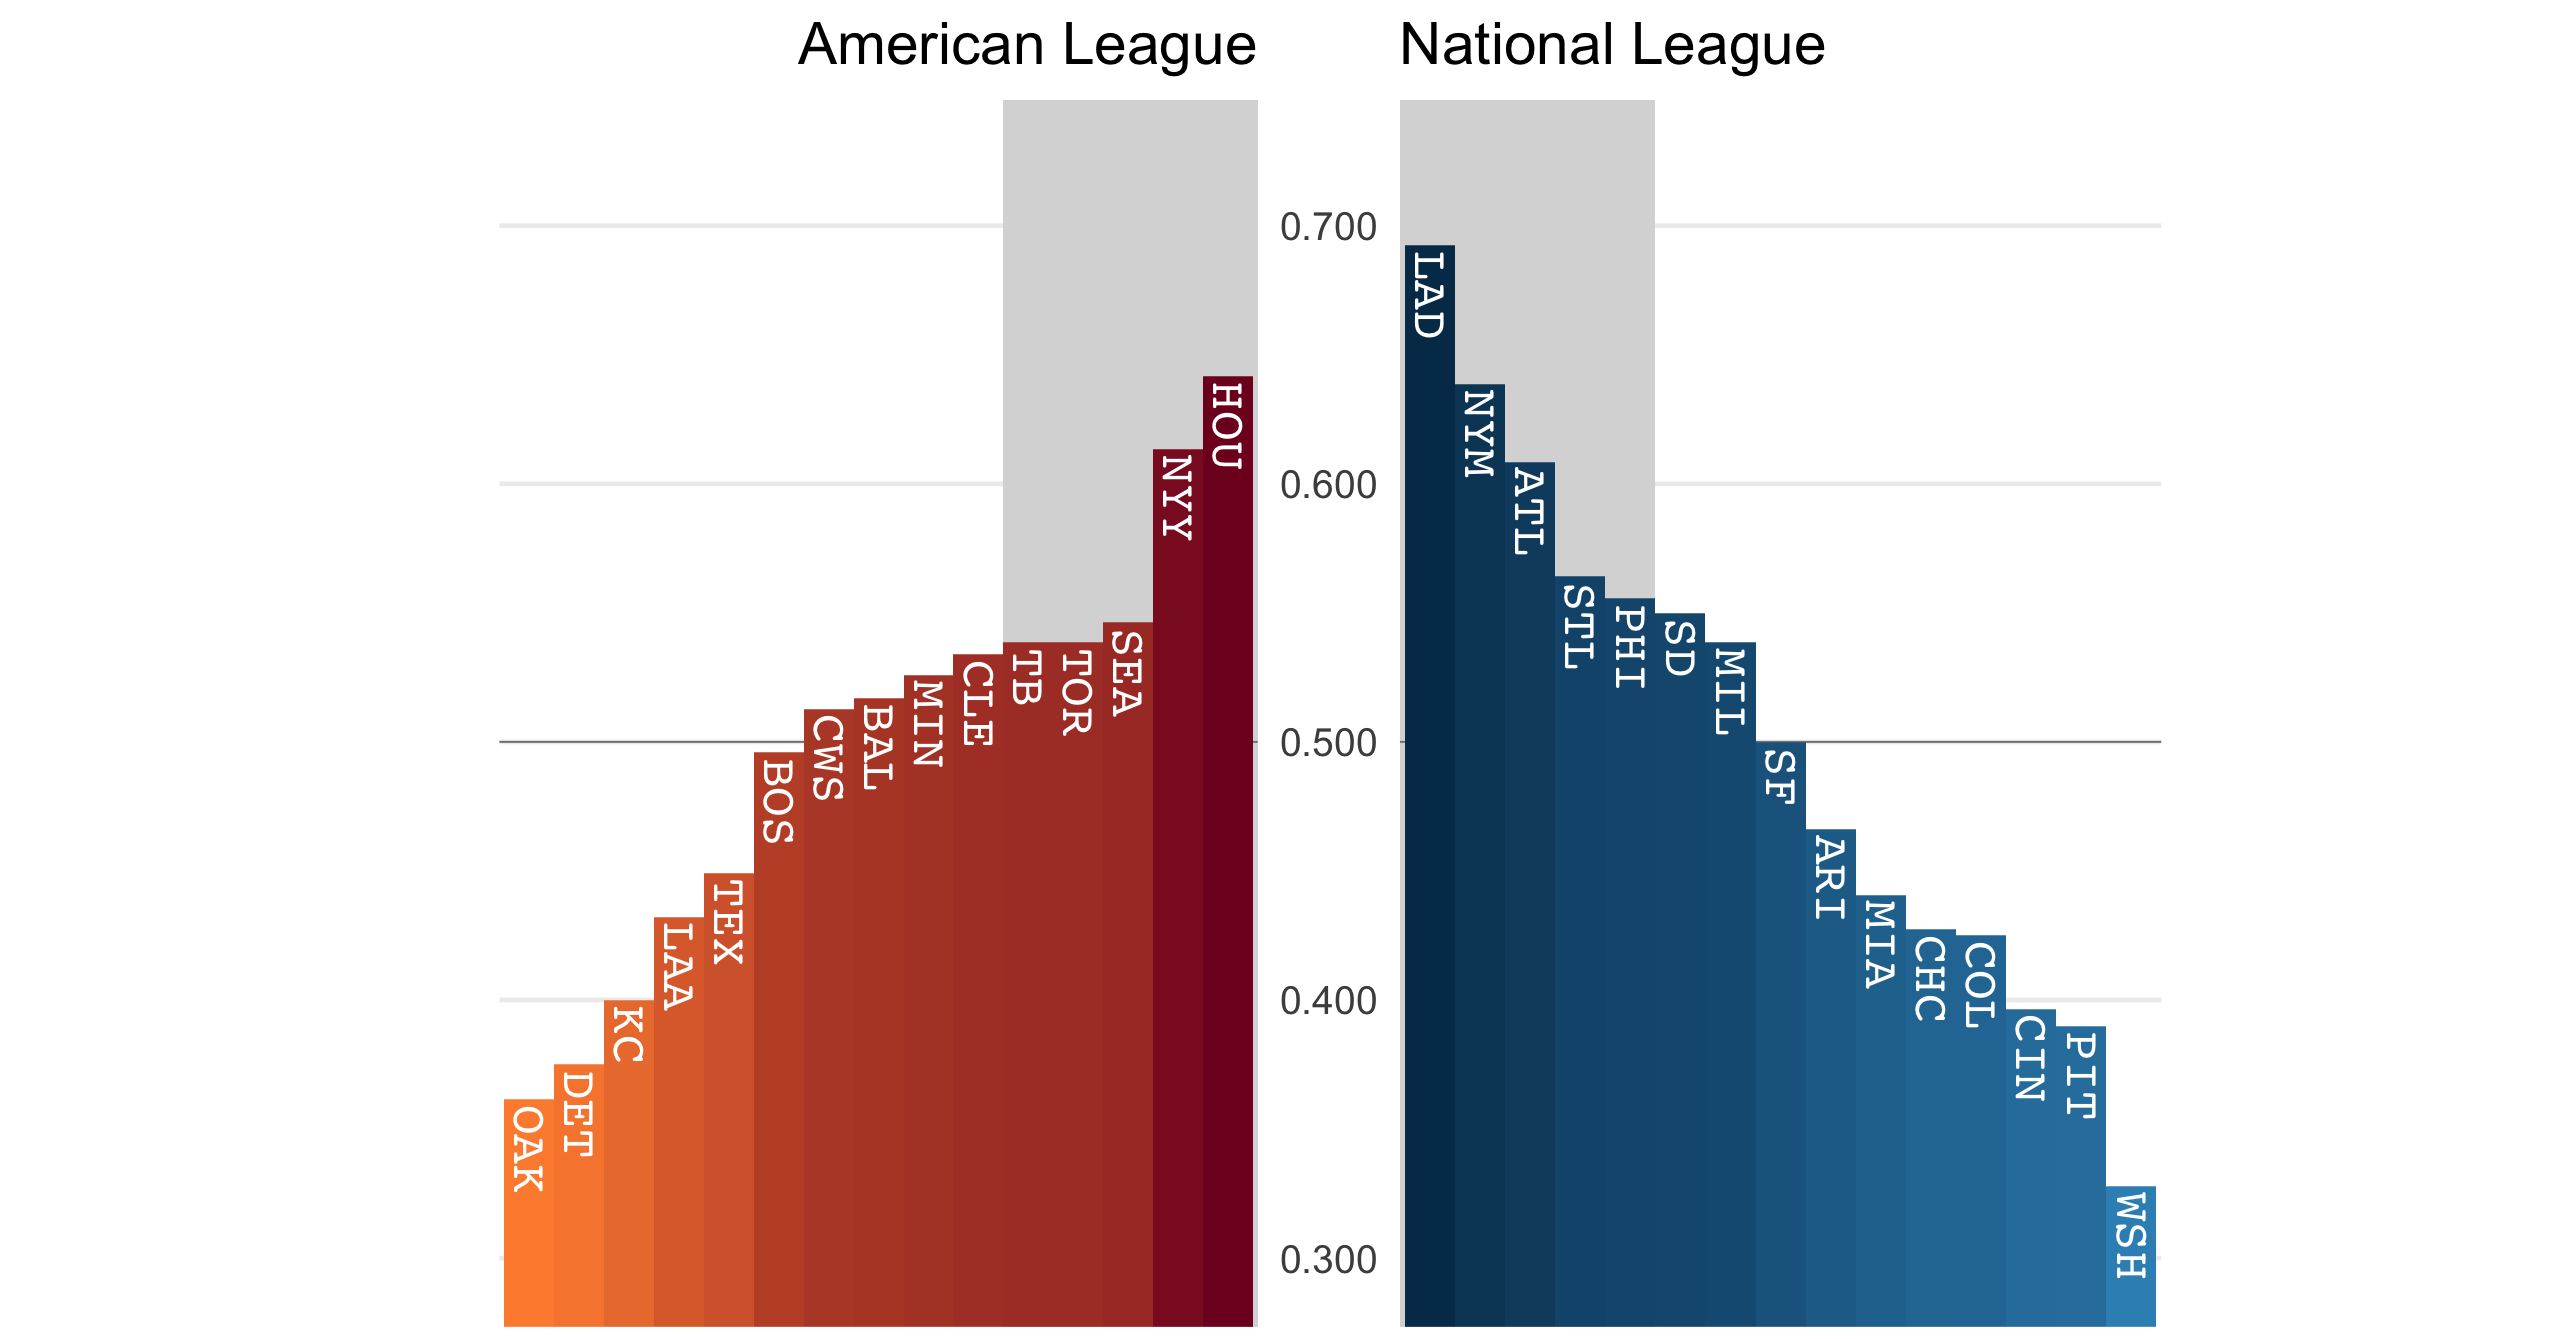 American League
National League
0.700
0.600
0.500
0.400
0.300
OAK
DET
KC
LAA
TEX
BOS
CWS
BAL
MIN
CLE
TB
TOR
SEA
NYY
HOU
LAD
NYM
ATL
STL
PHI
SD
MIL
SF
ARI
MIA
CHC
COL
CIN
PIT
WSH